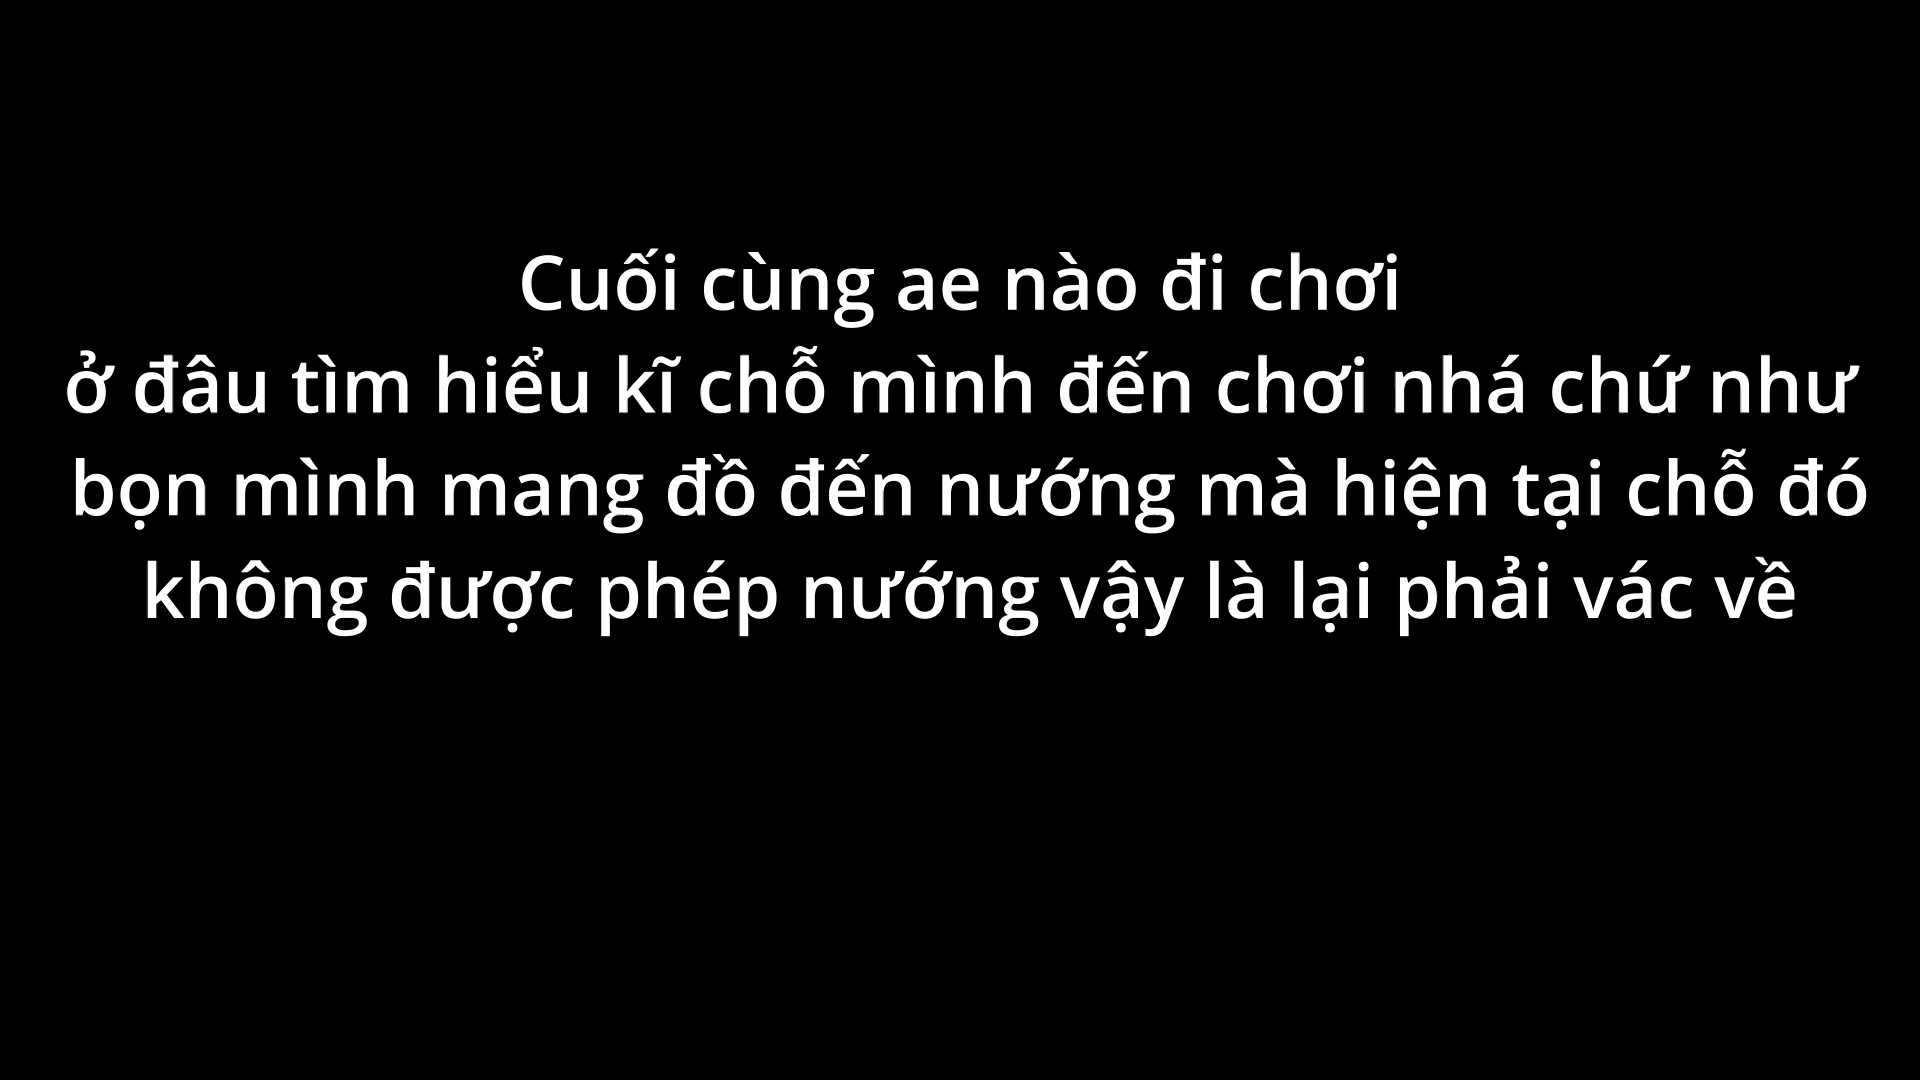 Cuối cùng ae nào đi chơi
ở đâu tìm hiểu kĩ chỗ mình đến chơi nhá chứ như
bọn mình mang đồ đến nướng mà hiện tại chỗ đó
không được phép nướng vậy là lại phải vác về